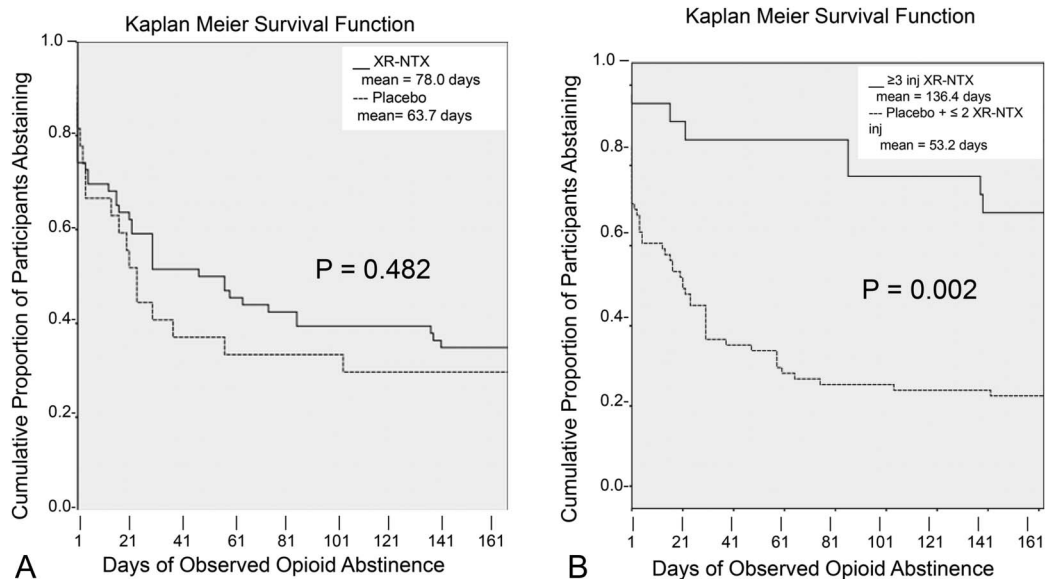 Kaplan Meier Survival Function
Cumulative Proportion of Participants Abstaining
1.0
0.8
0.6
0.4
0.2
0.0
XR-NTX
mean = 78.0 days
Placebo
mean= 63.7 days
P = 0.482
1 21 41 61 81 101 121 141 161
Days of Observed Opioid Abstinence
A
Kaplan Meier Survival Function
Cumulative Proportion of Participants Abstaining
1.0
0.8
0.6
0.4
0.2
0.0
≥3 inj XR-NTX
mean = 136.4 days
Placebo + ≤ 2 XR-NTX
inj
mean = 53.2 days
P = 0.002
1 21 41 61 81 101 121 141 161
Days of Observed Opioid Abstinence
B